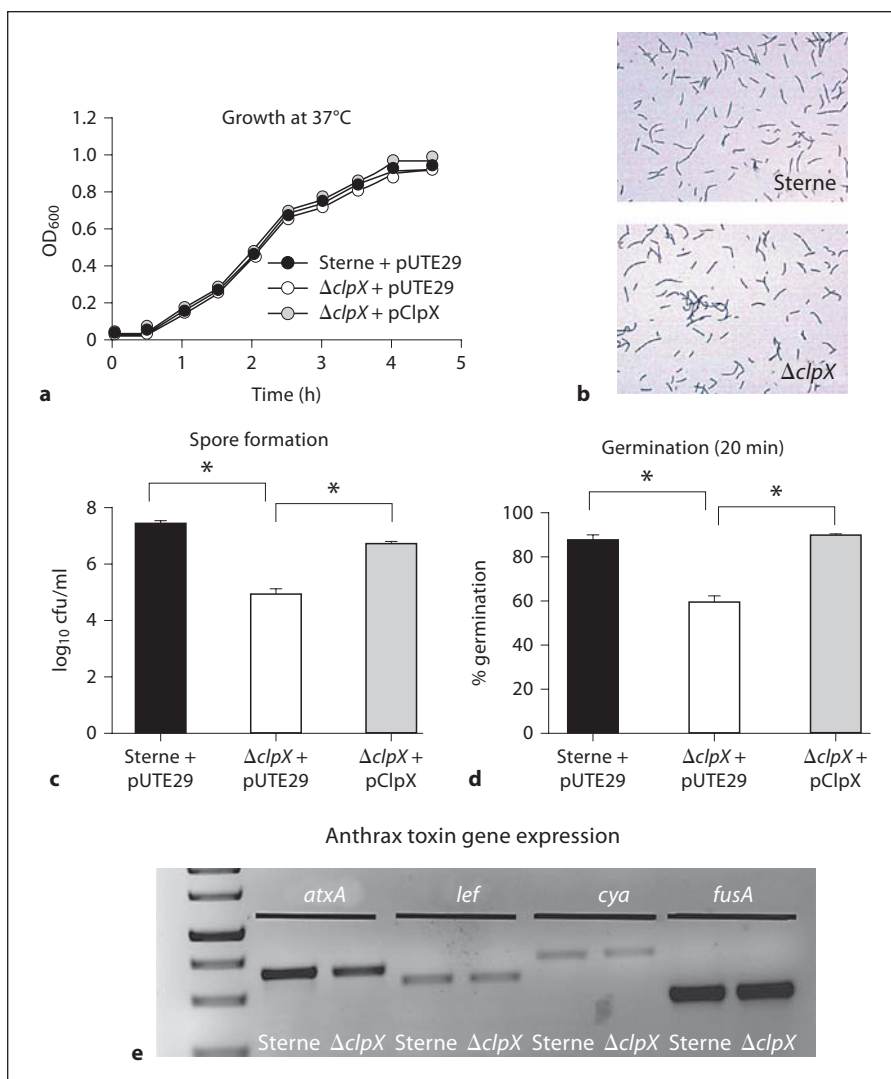 Growth at 37°C
OD600
1.2
1.0
0.8
0.6
0.4
0.2
0
0 1 2 3 4 5
Time (h)
Sterne + pUTE29
ΔclpX + pUTE29
ΔclpX + pClpX
a
Sterne
ΔclpX
b
Spore formation
* *
log10 cfu/ml
8
6
4
2
0
Sterne + pUTE29
ΔclpX + pUTE29
ΔclpX + pClpX
c
Germination (20 min)
* *
% germination
100
80
60
40
20
0
Sterne + pUTE29
ΔclpX + pUTE29
ΔclpX + pClpX
d
Anthrax toxin gene expression
atxA lef cya fusA
Sterne ΔclpX Sterne ΔclpX Sterne ΔclpX Sterne ΔclpX
e